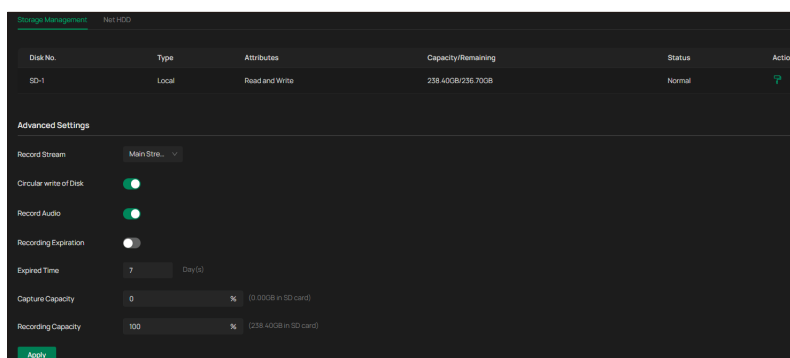 Storage Management Net HDD
Disk No. Type Attributes Capacity/Remaining Status Actio
SD-1 Local Read and Write 238.40GB/236.70GB Normal
Advanced Settings
Record Stream Main Stre...
Circular write of Disk
Record Audio
Recording Expiration
Expired Time 7 Day(s)
Capture Capacity 0 % (0.00GB in SD card)
Recording Capacity 100 % (238.40GB in SD card)
Apply